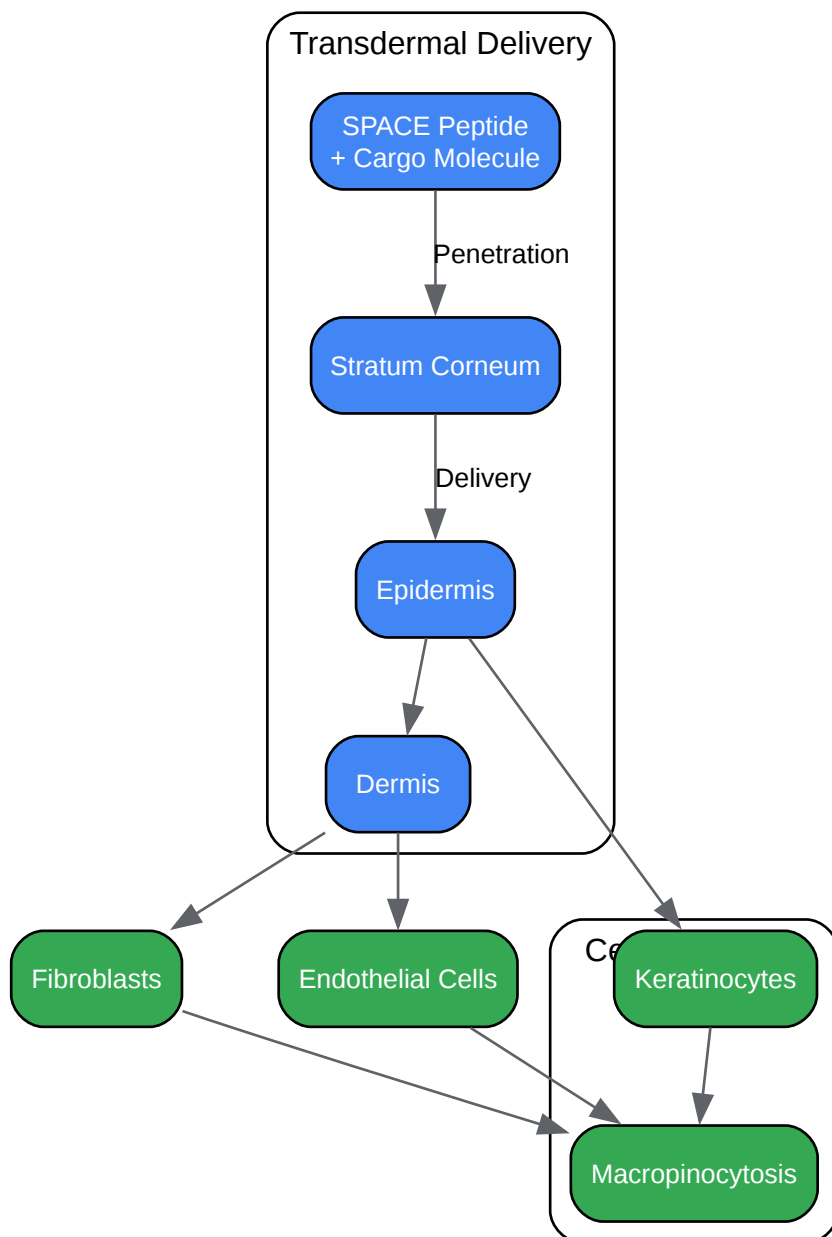 Transdermal Delivery
SPACE Peptide
+ Cargo Molecule
Penetration
Stratum Corneum
Delivery
Epidermis
Dermis
Fibroblasts
Endothelial Cells
Keratinocytes
Macropinocytosis